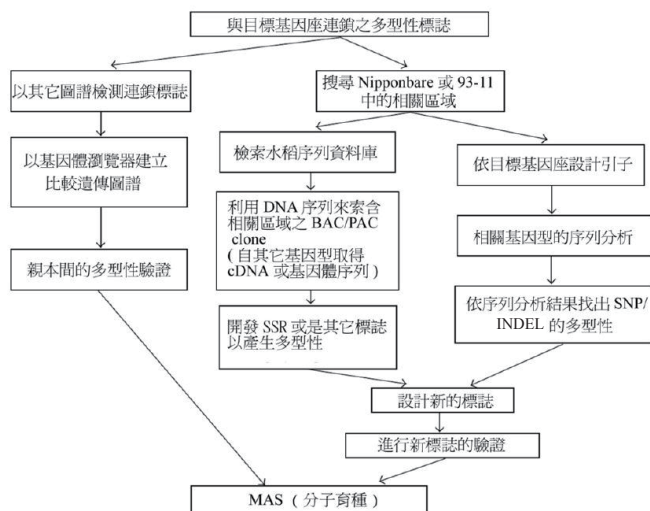 與目標基因座連鎖之多型性標誌
以其它圖譜檢測連鎖標誌
搜尋 Nipponbare 或 93-11
中的相關區域
以基因體瀏覽器建立
比較遺傳圖譜
檢索水稻序列資料庫
依目標基因座設計引子
利用 DNA 序列來索含
相關區域之 BAC/PAC
clone
( 自其它基因型取得
cDNA 或基因體序列 )
相關基因型的序列分析
親本間的多型性驗證
開發 SSR 或是其它標誌
以產生多型性
依序列分析結果找出 SNP/
INDEL 的多型性
設計新的標誌
進行新標誌的驗證
MAS ( 分子育種 )